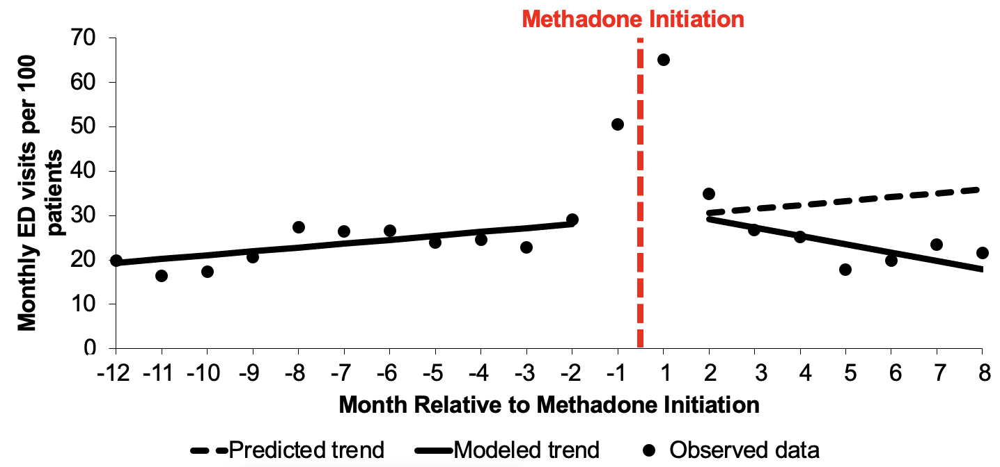 Methadone Initiation
Monthly ED visits per 100
patients
70
60
50
40
30
20
10
0
-12 -11 -10 -9 -8 -7 -6 -5 -4 -3 -2 -1 1 2 3 4 5 6 7 8
Month Relative to Methadone Initiation
Predicted trend Modeled trend Observed data